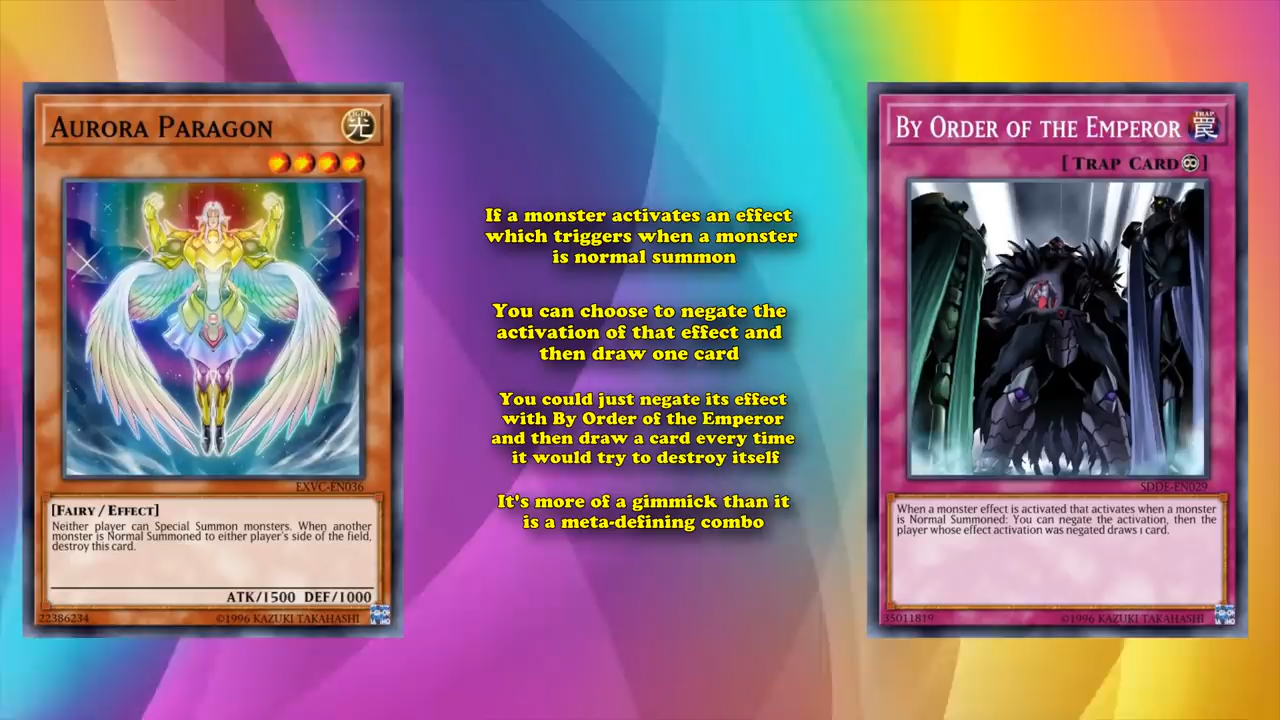 AURORA PARAGON
LIGHT
光
EXVC-EN036
[FAIRY / EFFECT]
Neither player can Special Summon monsters. When another
monster is Normal Summoned to either player's side of the field,
destroy this card.
ATK/1500 DEF/1000
22386234
©1996 KAZUKI TAKAHASHI
If a monster activates an effect
which triggers when a monster
is normal summon
You can choose to negate the
activation of that effect and
then draw one card
You could just negate its effect
with By Order of the Emperor
and then draw a card every time
it would try to destroy itself
It's more of a gimmick than it
is a meta-defining combo
BY ORDER OF THE EMPEROR
TRAP
罠
[ TRAP CARD ]
SDDE-EN029
When a monster effect is activated that activates when a monster
is Normal Summoned: You can negate the activation, then the
player whose effect activation was negated draws 1 card.
35011819
©1996 KAZUKI TAKAHASHI